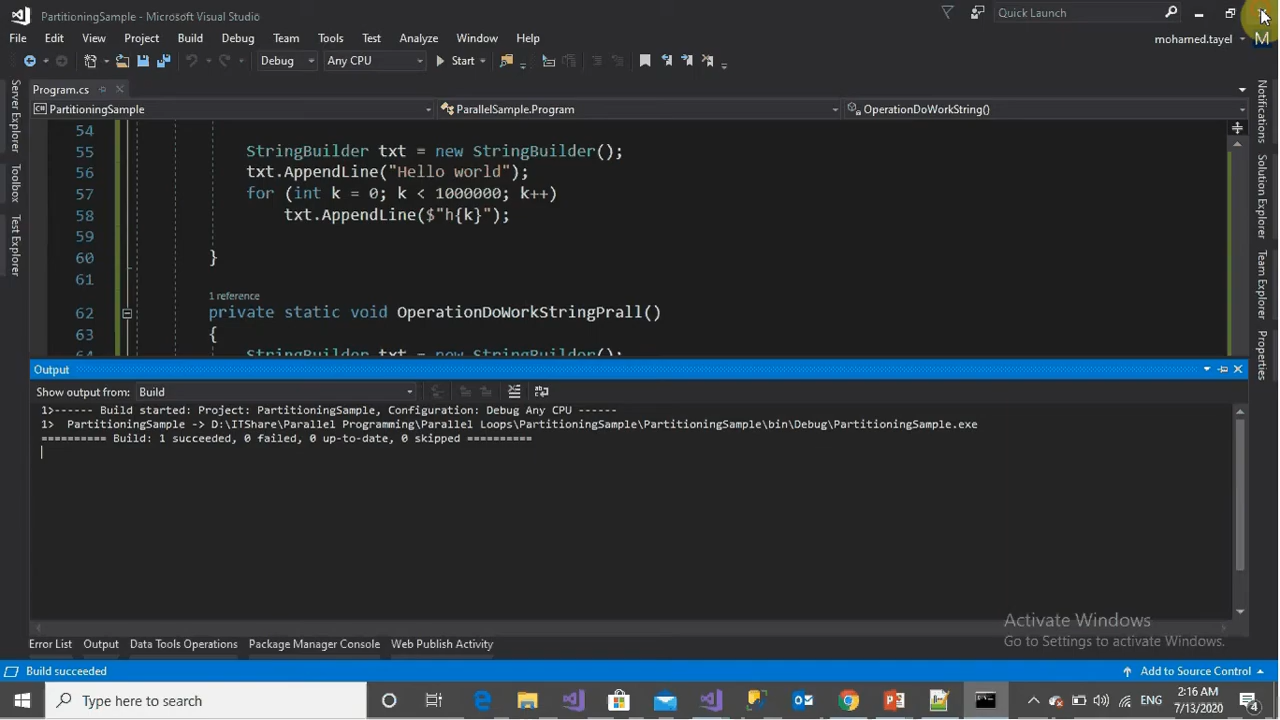 PartitioningSample - Microsoft Visual Studio
Quick Launch
File Edit View Project Build Debug Team Tools Test Analyze Window Help
mohamed.tayel
M
Debug Any CPU Start
Program.cs
PartitioningSample ParallelSample.Program OperationDoWorkString()
Server Explorer
Toolbox
Test Explorer
54
55 StringBuilder txt = new StringBuilder();
56 txt.AppendLine("Hello world");
57 for (int k = 0; k < 1000000; k++)
58 txt.AppendLine($"h{k}");
59
60 }
61
1 reference
62 private static void OperationDoWorkStringPrall()
63 {
64 StringBuilder txt = new StringBuilder();
Notifications
Solution Explorer
Team Explorer
Properties
Output
Show output from: Build
1>------ Build started: Project: PartitioningSample, Configuration: Debug Any CPU ------
1> PartitioningSample -> D:\ITShare\Parallel Programming\Parallel Loops\PartitioningSample\PartitioningSample\bin\Debug\PartitioningSample.exe
========== Build: 1 succeeded, 0 failed, 0 up-to-date, 0 skipped ==========
Activate Windows
Go to Settings to activate Windows.
Error List Output Data Tools Operations Package Manager Console Web Publish Activity
Build succeeded Add to Source Control
Type here to search
ENG
2:16 AM
7/13/2020
4